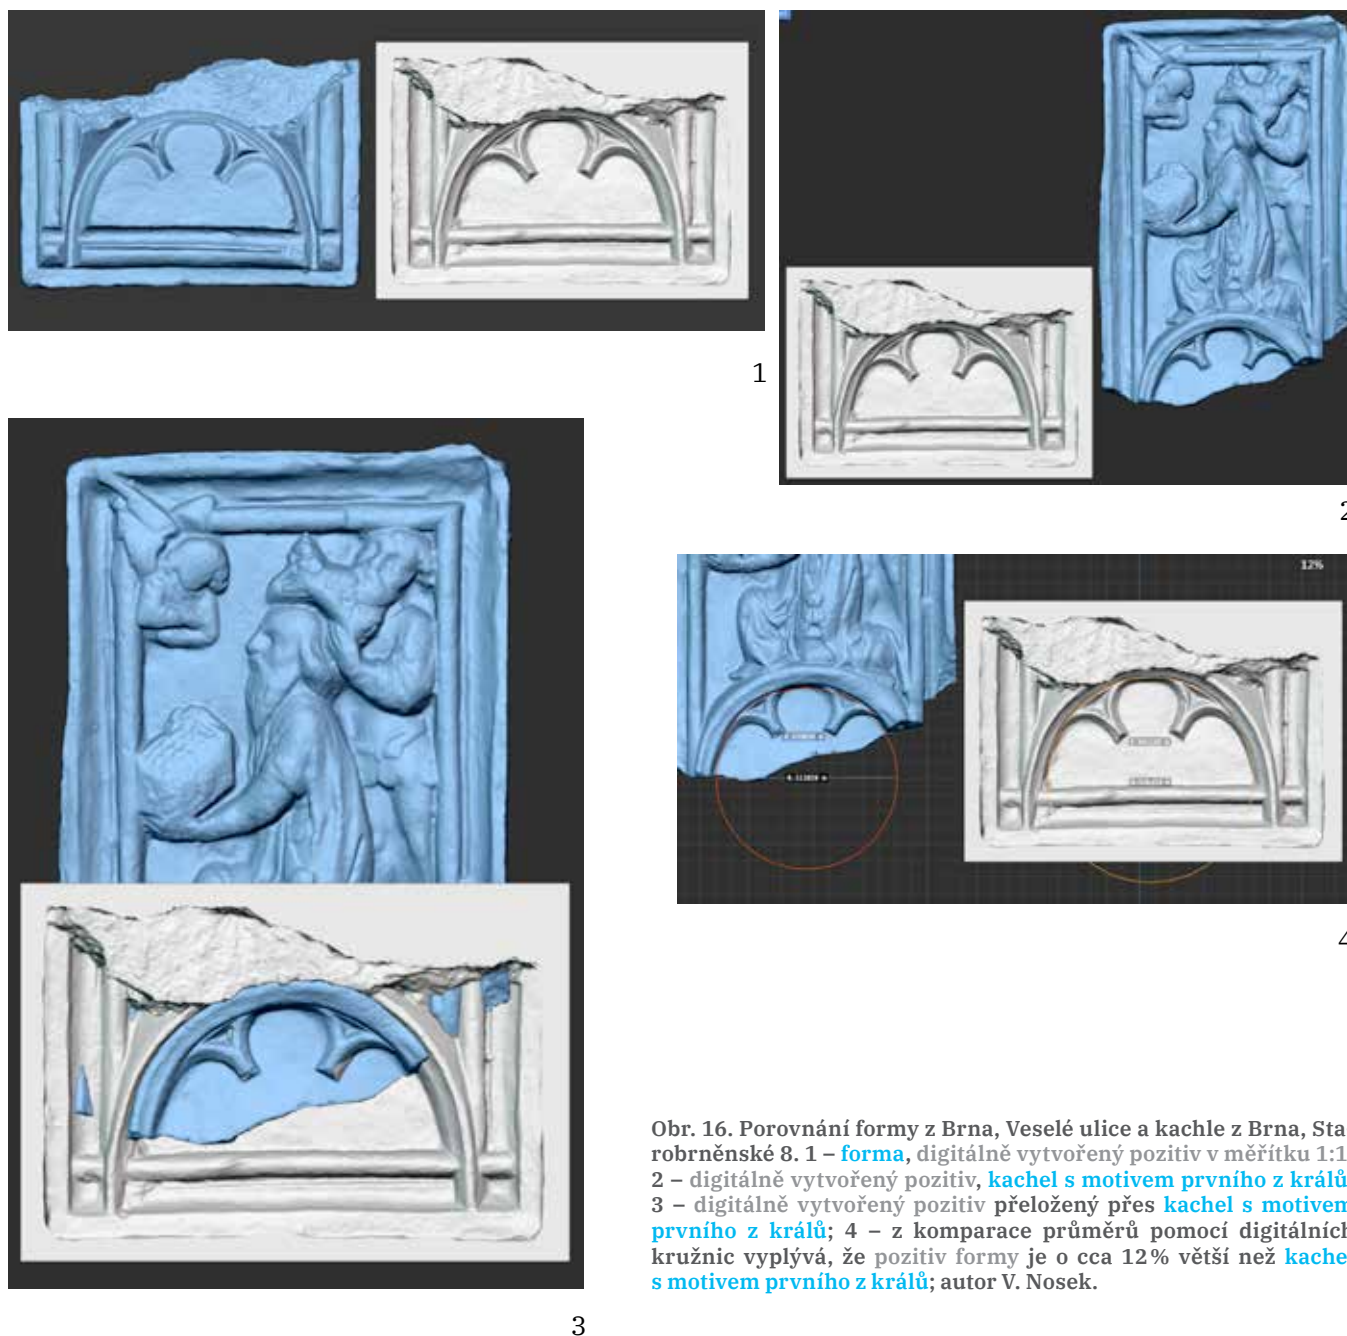 1
2
12%
4
3
Obr. 16. Porovnání formy z Brna, Veselé ulice a kachle z Brna, Sta-
robrněnské 8. 1 – forma, digitálně vytvořený pozitiv v měřítku 1:1
2 – digitálně vytvořený pozitiv, kachel s motivem prvního z králů
3 – digitálně vytvořený pozitiv přeložený přes kachel s motivem
prvního z králů; 4 – z komparace průměrů pomocí digitálních
kružnic vyplývá, že pozitiv formy je o cca 12% větší než kachel
s motivem prvního z králů; autor V. Nosek.